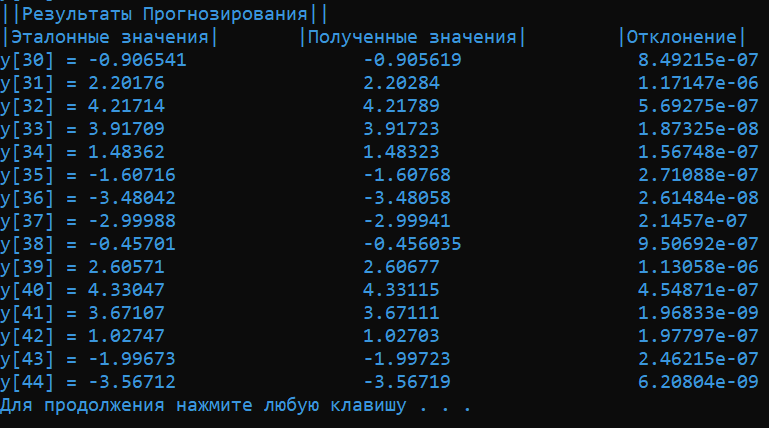 ||Результаты Прогнозирования||
|Эталонные значения| |Полученные значения| |Отклонение|
y[30] = -0.906541 -0.905619 8.49215e-07
y[31] = 2.20176 2.20284 1.17147e-06
y[32] = 4.21714 4.21789 5.69275e-07
y[33] = 3.91709 3.91723 1.87325e-08
y[34] = 1.48362 1.48323 1.56748e-07
y[35] = -1.60716 -1.60768 2.71088e-07
y[36] = -3.48042 -3.48058 2.61484e-08
y[37] = -2.99988 -2.99941 2.1457e-07
y[38] = -0.45701 -0.456035 9.50692e-07
y[39] = 2.60571 2.60677 1.13058e-06
y[40] = 4.33047 4.33115 4.54871e-07
y[41] = 3.67107 3.67111 1.96833e-09
y[42] = 1.02747 1.02703 1.97797e-07
y[43] = -1.99673 -1.99723 2.46215e-07
y[44] = -3.56712 -3.56719 6.20804e-09
Для продолжения нажмите любую клавишу . . .